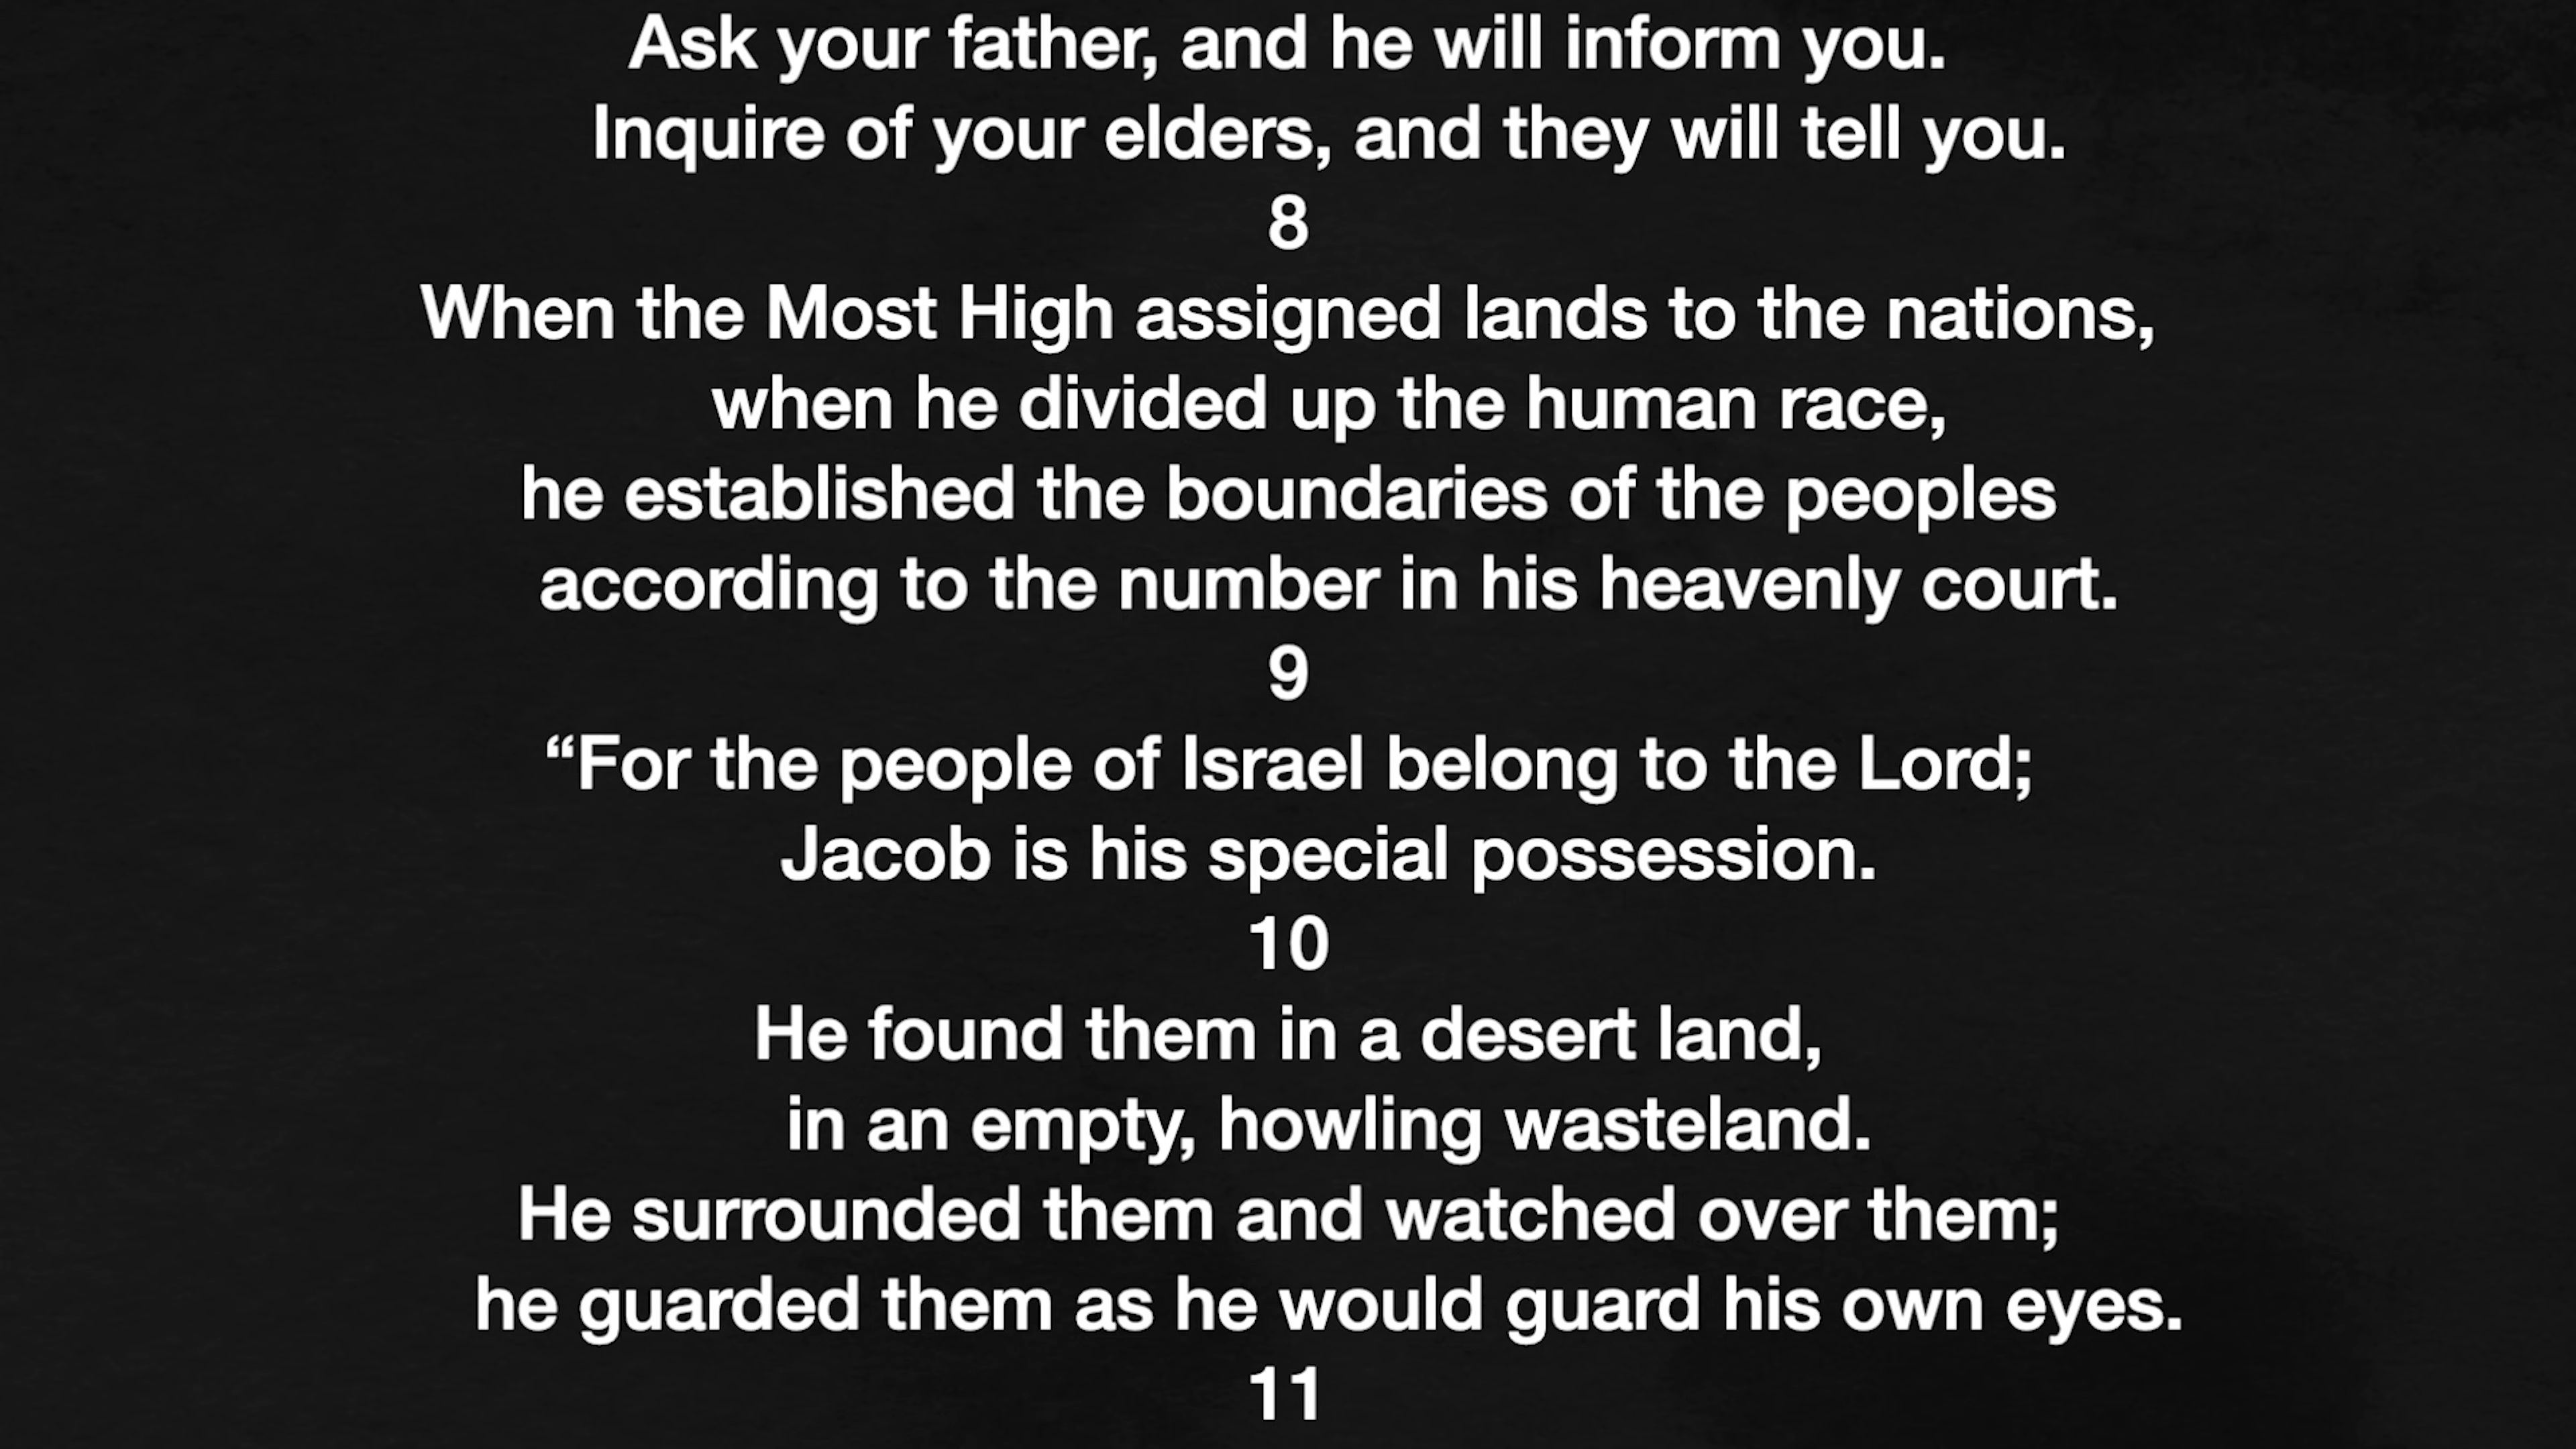 Ask your father, and he will inform you.
Inquire of your elders, and they will tell you.
8
When the Most High assigned lands to the nations,
when he divided up the human race,
he established the boundaries of the peoples
according to the number in his heavenly court.
9
“For the people of Israel belong to the Lord;
Jacob is his special possession.
10
He found them in a desert land,
in an empty, howling wasteland.
He surrounded them and watched over them;
he guarded them as he would guard his own eyes.
11